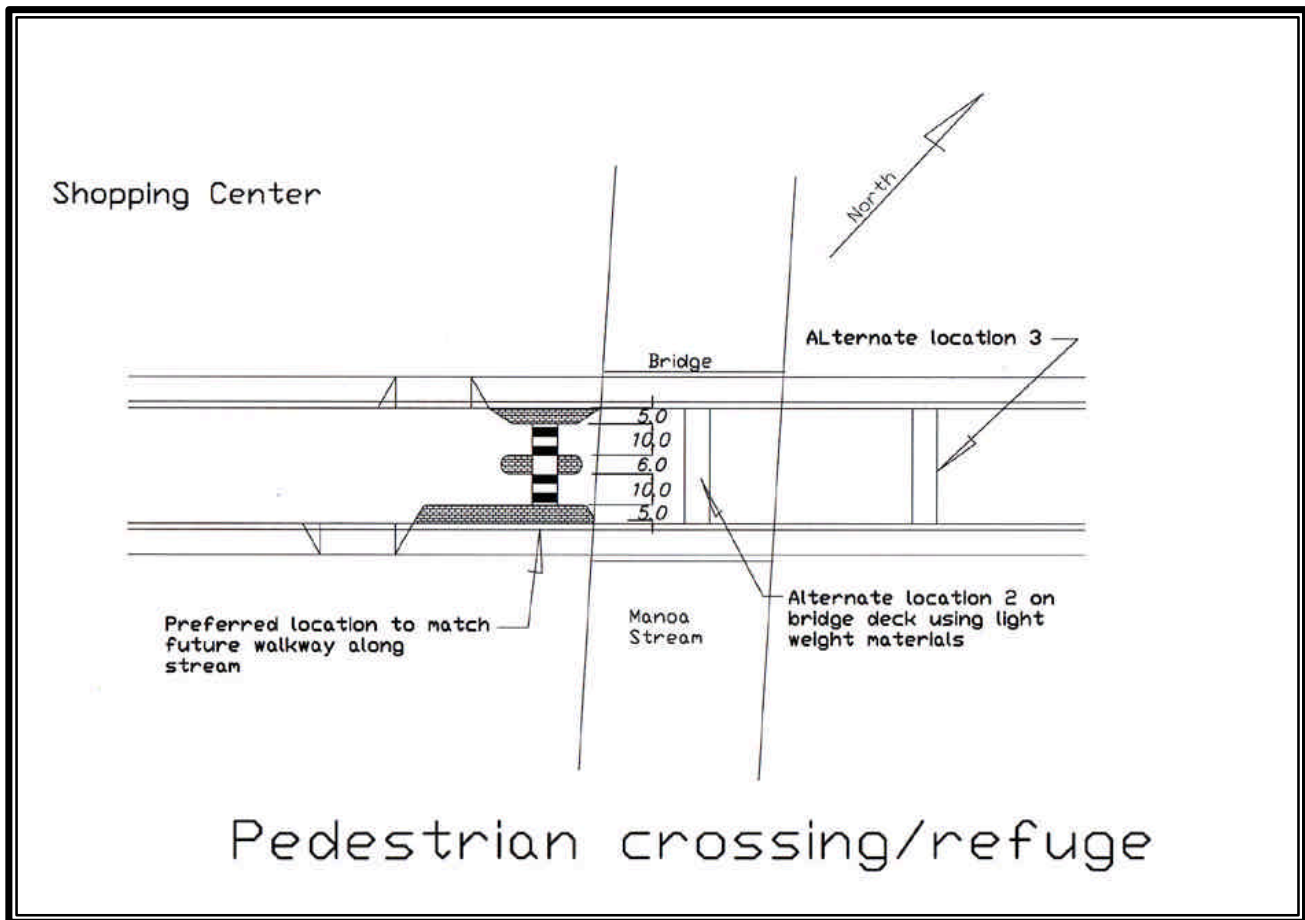 Shopping Center
North
ALternate location 3
Bridge
5.0
10.0
6.0
10.0
5.0
Preferred location to match
future walkway along
stream
Manoa
Stream
Alternate location 2 on
bridge deck using light
weight materials
Pedestrian crossing/refuge